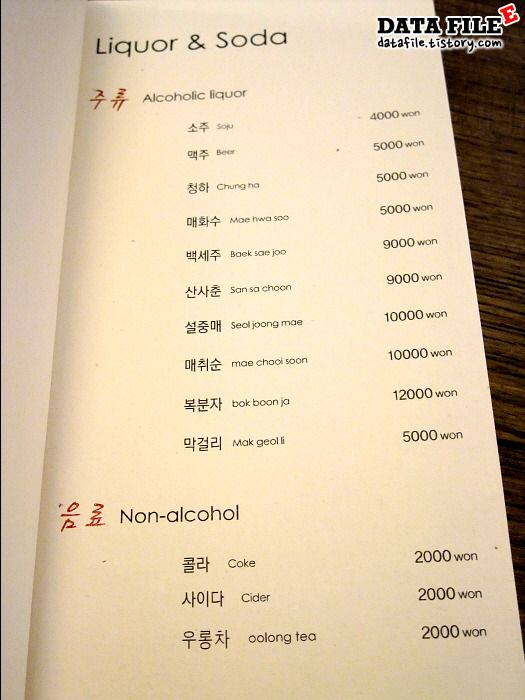 DATA FILE E
datafile.tistory.com
Liquor & Soda
주류 Alcoholic liquor
소주 Soju 4000 won
맥주 Beer 5000 won
청하 Chung ha 5000 won
매화수 Mae hwa soo 5000 won
백세주 Baek sae joo 9000 won
산사춘 San sa choon 9000 won
설중매 Seol joong mae 10000 won
매취순 mae chooi soon 10000 won
복분자 bok boon ja 12000 won
막걸리 Mak geol li 5000 won
음료 Non-alcohol
콜라 Coke 2000 won
사이다 Cider 2000 won
우롱차 oolong tea 2000 won